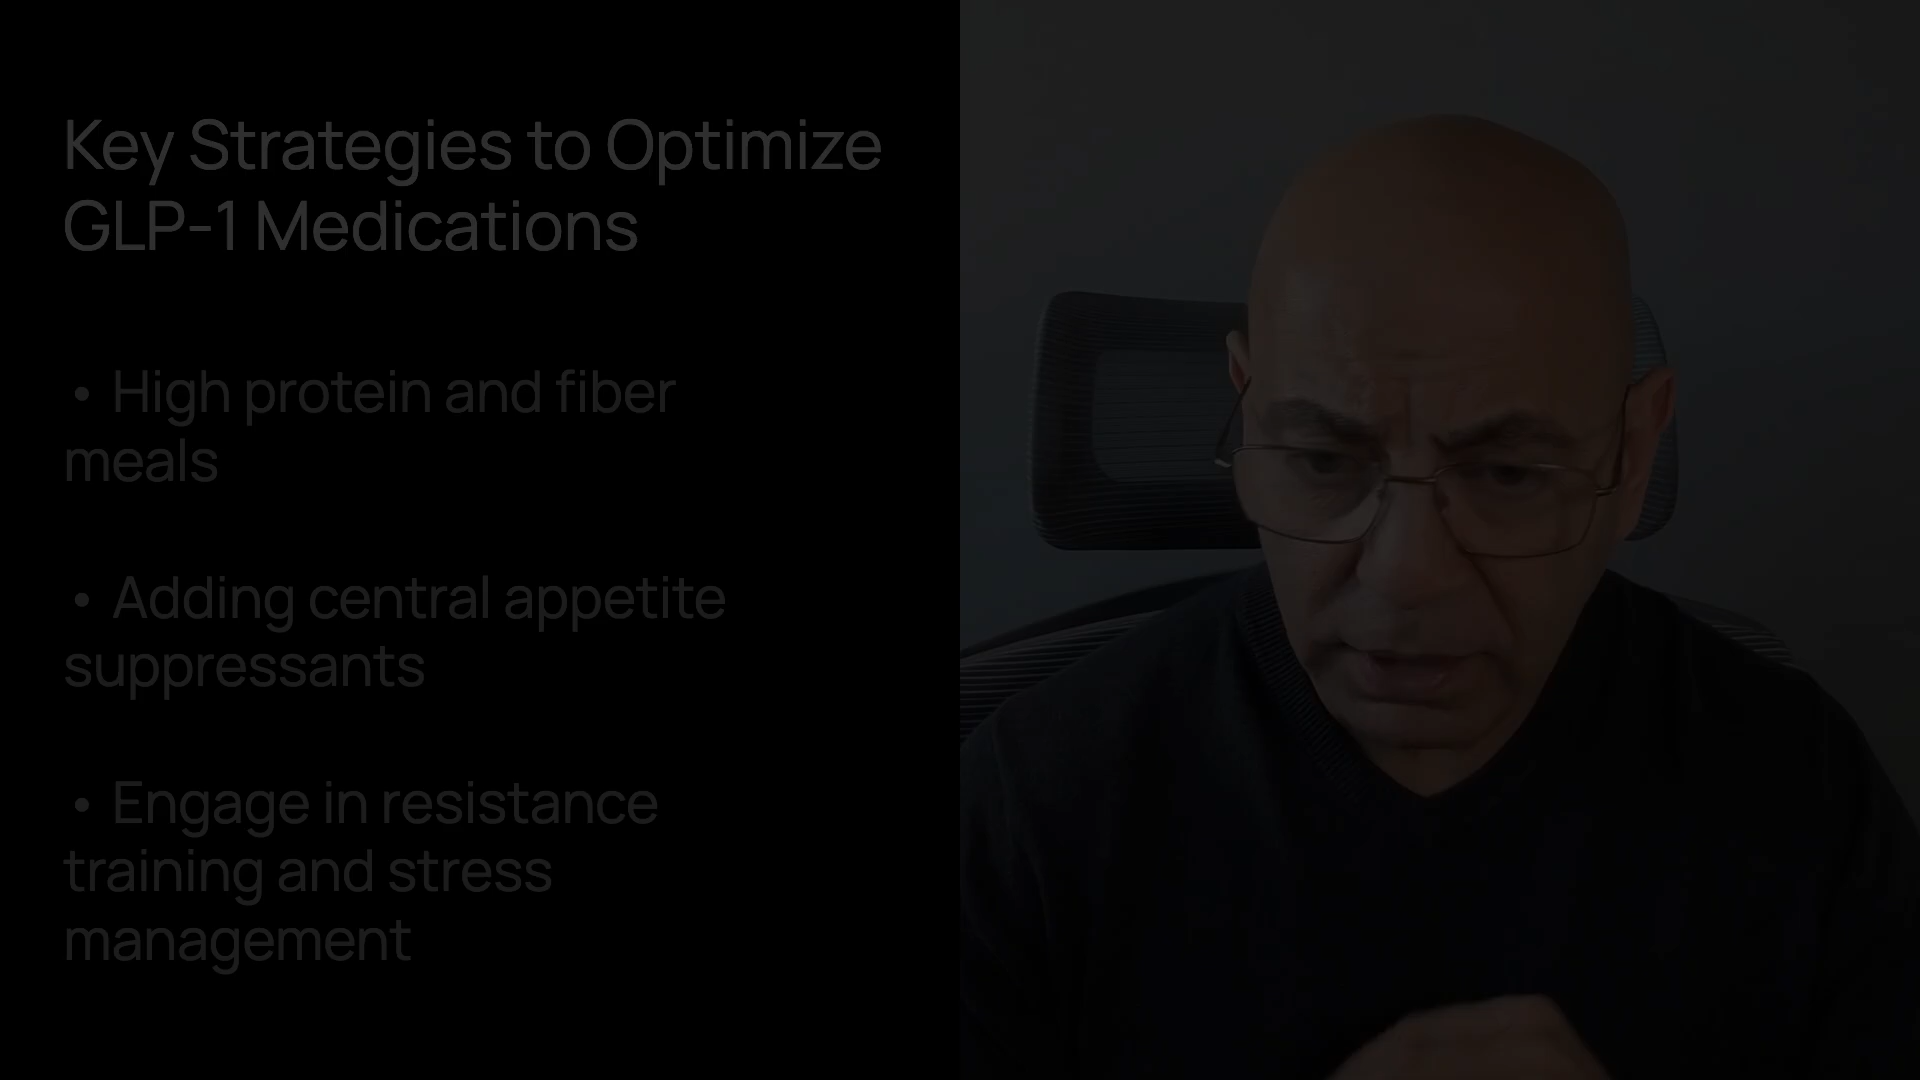 Key Strategies to Optimize
GLP-1 Medications
• High protein and fiber
meals
• Adding central appetite
suppressants
• Engage in resistance
training and stress
management